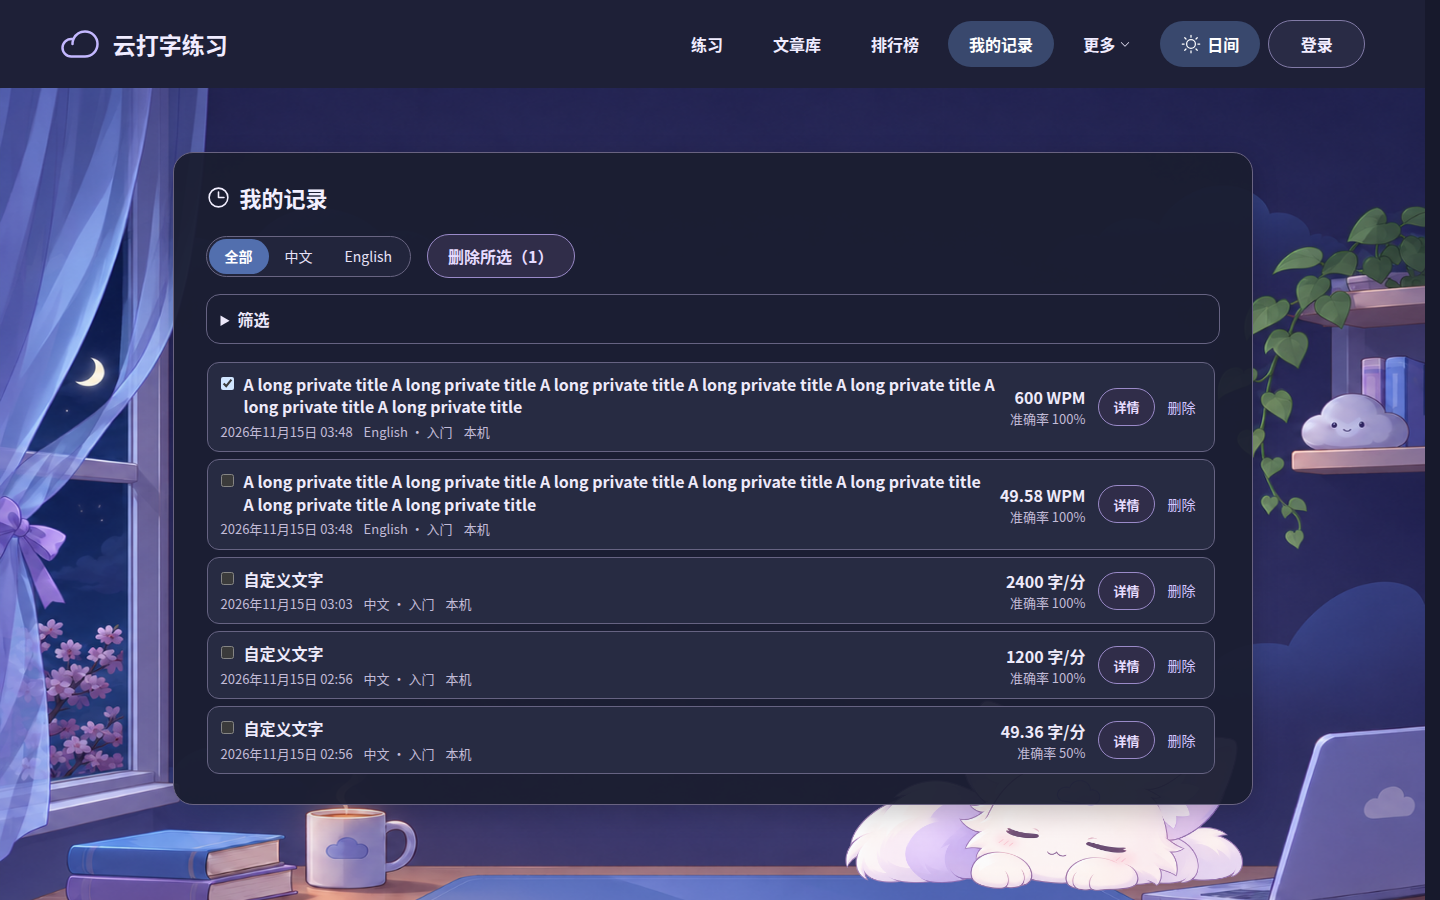 云打字练习
练习
文章库
排行榜
我的记录
更多
日间
登录
我的记录
全部
中文
English
删除所选（1）
筛选
A long private title A long private title A long private title A long private title A long private title A
long private title A long private title
2026年11月15日 03:48 English · 入门 本机
600 WPM
准确率 100%
详情
删除
A long private title A long private title A long private title A long private title A long private title
A long private title A long private title
2026年11月15日 03:48 English · 入门 本机
49.58 WPM
准确率 100%
详情
删除
自定义文字
2026年11月15日 03:03 中文 · 入门 本机
2400 字/分
准确率 100%
详情
删除
自定义文字
2026年11月15日 02:56 中文 · 入门 本机
1200 字/分
准确率 100%
详情
删除
自定义文字
2026年11月15日 02:56 中文 · 入门 本机
49.36 字/分
准确率 50%
详情
删除